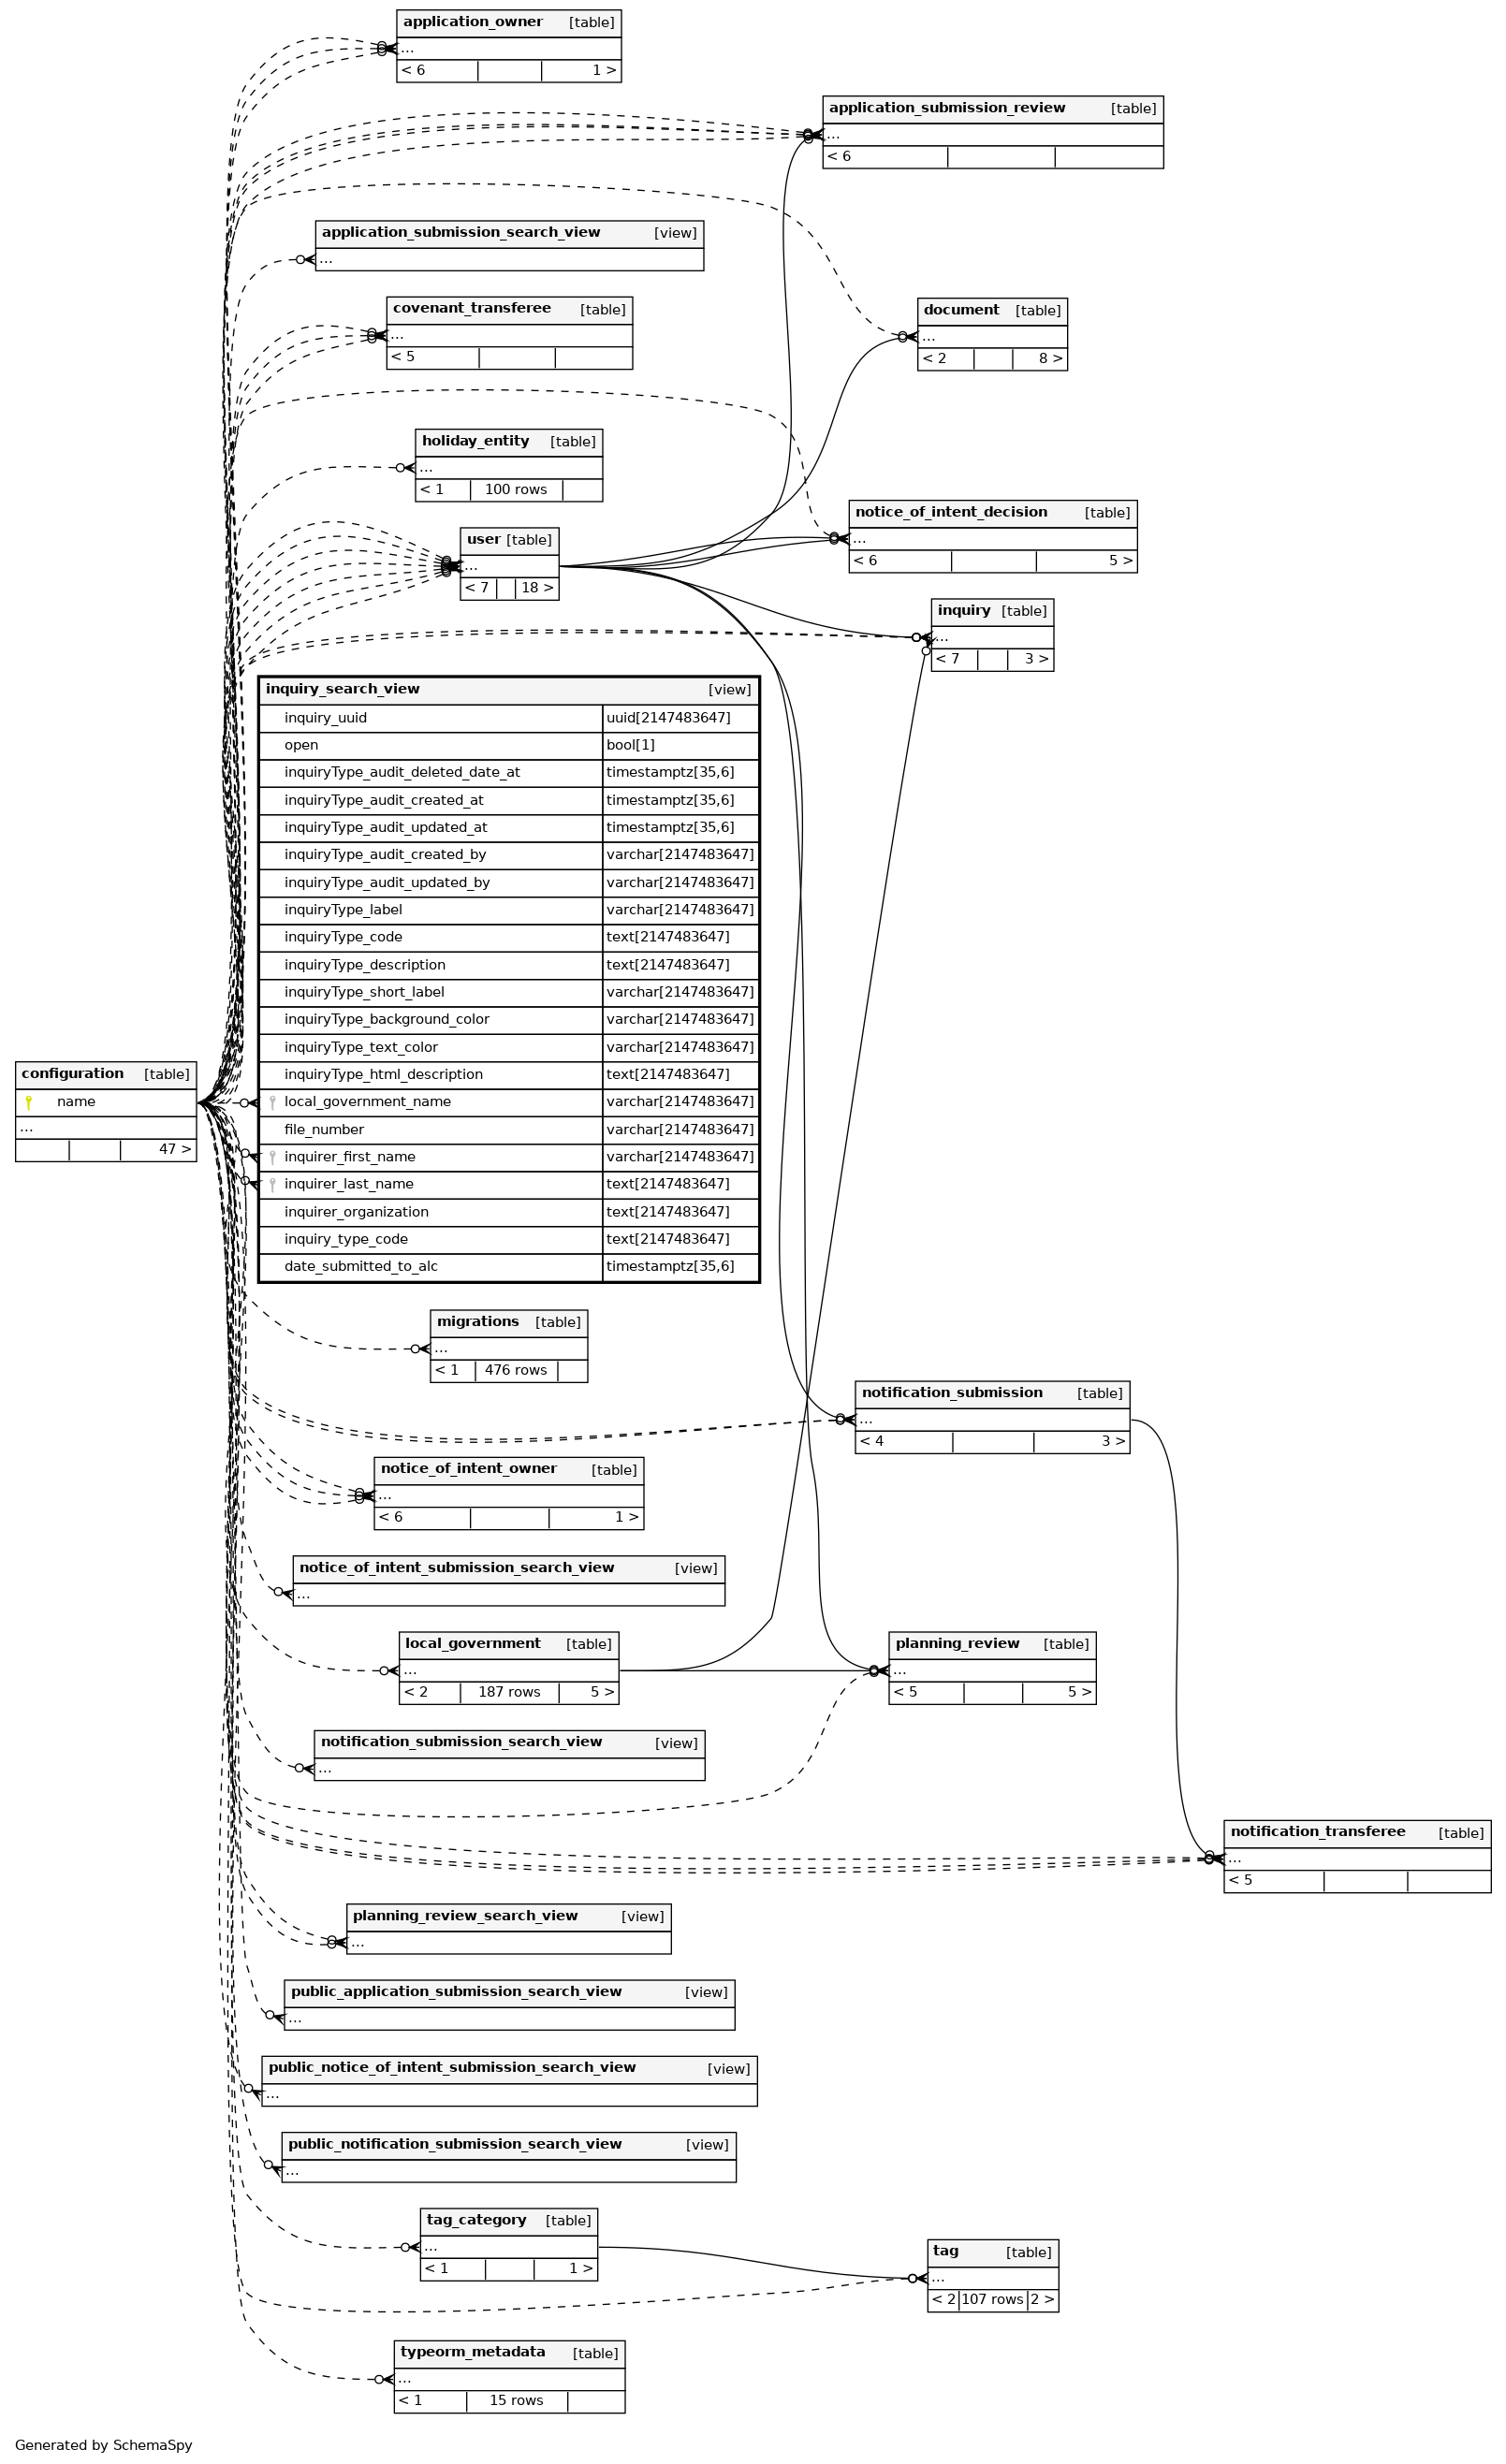 application_owner [table]
...
< 6 1 >
application_submission_review [table]
...
< 6
application_submission_search_view [view]
...
covenant_transferee [table]
...
< 5
document [table]
...
< 2 8 >
holiday_entity [table]
...
< 1 100 rows
notice_of_intent_decision [table]
...
< 6 5 >
user [table]
...
< 7 18 >
inquiry [table]
...
< 7 3 >
inquiry_search_view [view]
inquiry_uuid uuid[2147483647]
open bool[1]
inquiryType_audit_deleted_date_at timestamptz[35,6]
inquiryType_audit_created_at timestamptz[35,6]
inquiryType_audit_updated_at timestamptz[35,6]
inquiryType_audit_created_by varchar[2147483647]
inquiryType_audit_updated_by varchar[2147483647]
inquiryType_label varchar[2147483647]
inquiryType_code text[2147483647]
inquiryType_description text[2147483647]
inquiryType_short_label varchar[2147483647]
inquiryType_background_color varchar[2147483647]
inquiryType_text_color varchar[2147483647]
inquiryType_html_description text[2147483647]
local_government_name varchar[2147483647]
file_number varchar[2147483647]
inquirer_first_name varchar[2147483647]
inquirer_last_name text[2147483647]
inquirer_organization text[2147483647]
inquiry_type_code text[2147483647]
date_submitted_to_alc timestamptz[35,6]
configuration [table]
name
...
47 >
migrations [table]
...
< 1 476 rows
notification_submission [table]
...
< 4 3 >
notice_of_intent_owner [table]
...
< 6 1 >
notice_of_intent_submission_search_view [view]
...
local_government [table]
...
< 2 187 rows 5 >
planning_review [table]
...
< 5 5 >
notification_submission_search_view [view]
...
notification_transferee [table]
...
< 5
planning_review_search_view [view]
...
public_application_submission_search_view [view]
...
public_notice_of_intent_submission_search_view [view]
...
public_notification_submission_search_view [view]
...
tag_category [table]
...
< 1 1 >
tag [table]
...
< 2 107 rows 2 >
typeorm_metadata [table]
...
< 1 15 rows
Generated by SchemaSpy